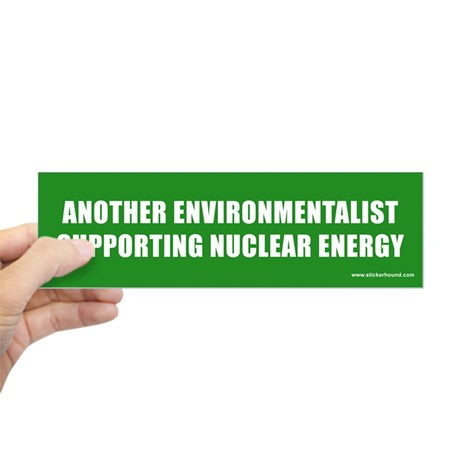 ANOTHER ENVIRONMENTALIST
SUPPORTING NUCLEAR ENERGY
www.stickerhound.com